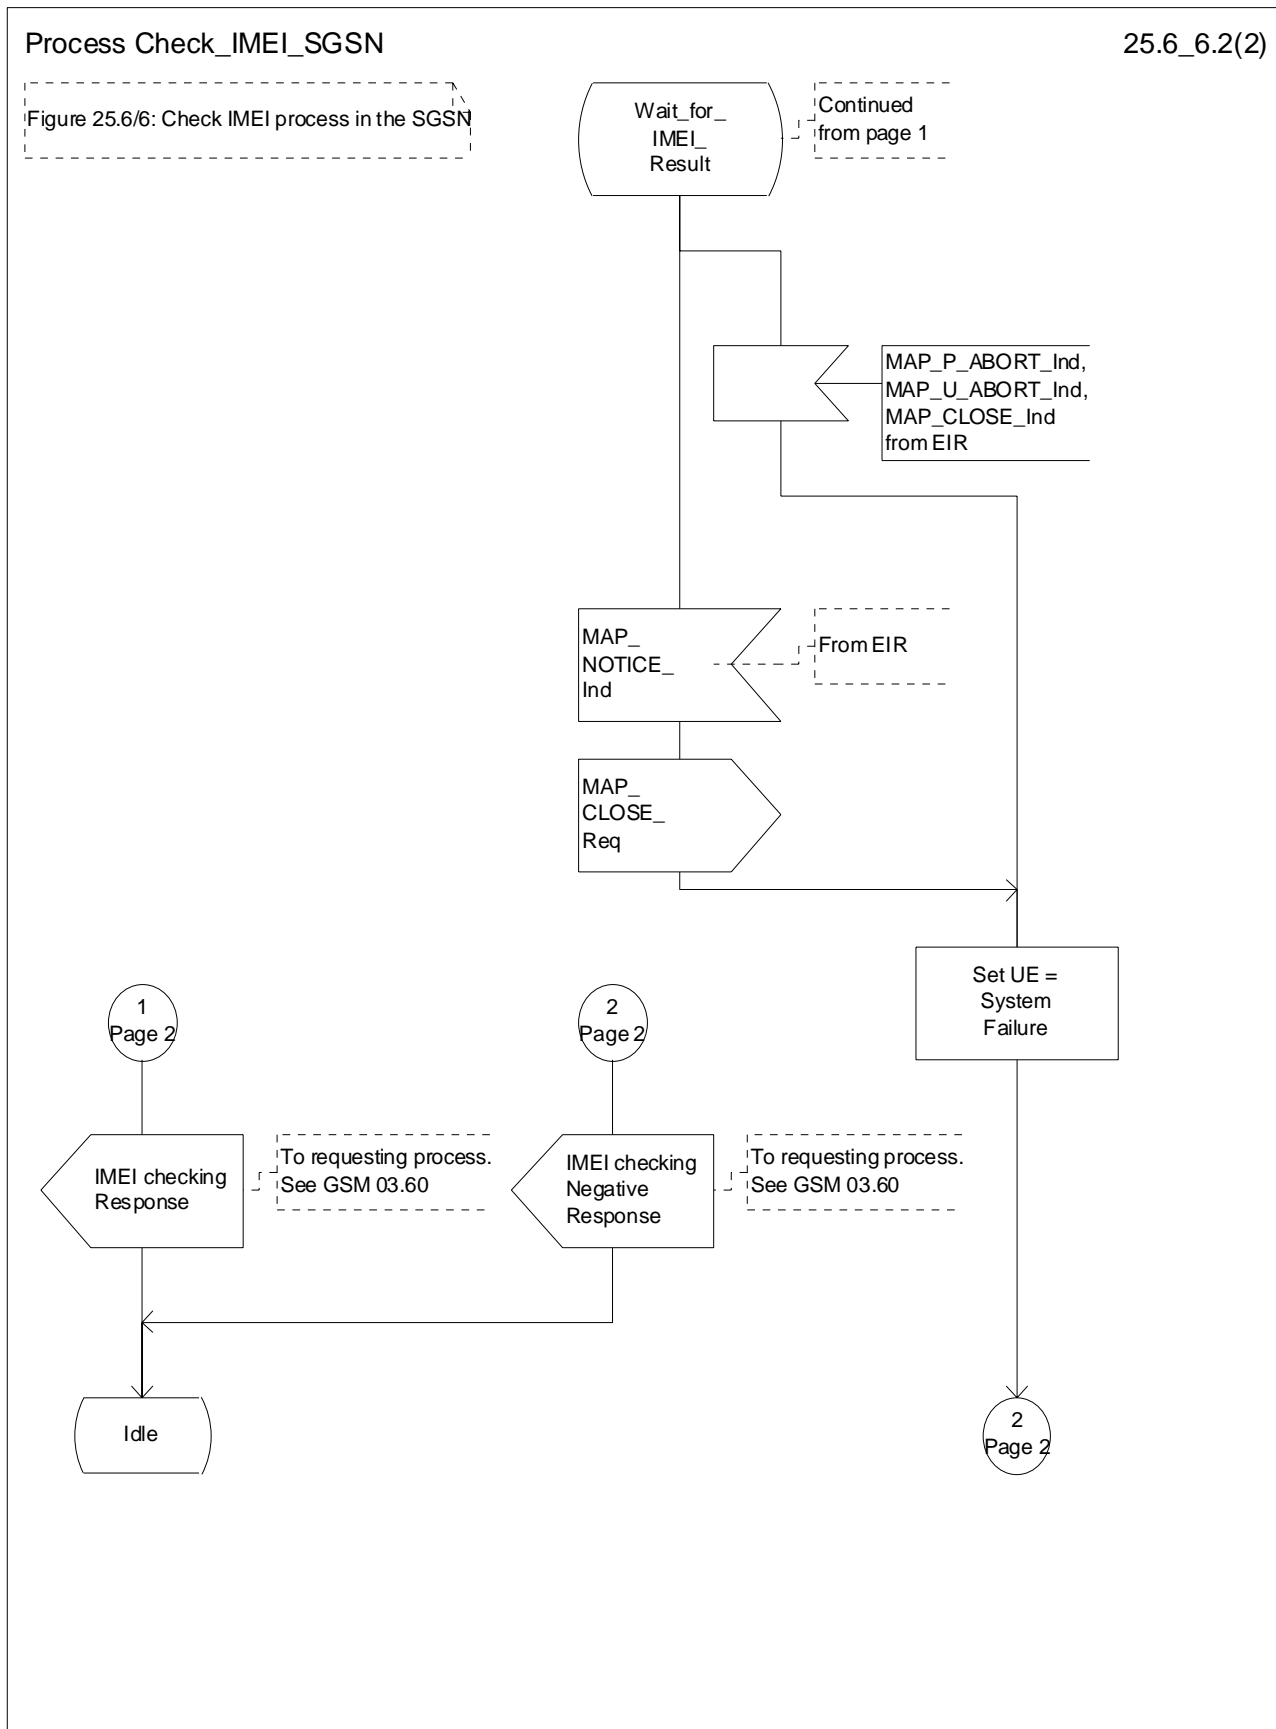 Process Check_IMEI_SGSN
25.6_6.2(2)
Figure 25.6/6: Check IMEI process in the SGSN
Wait_for_
IMEI_
Result
Continued
from page 1
MAP_P_ABORT_Ind,
MAP_U_ABORT_Ind,
MAP_CLOSE_Ind
from EIR
MAP_
NOTICE_
Ind
From EIR
MAP_
CLOSE_
Req
Set UE =
System
Failure
1
Page 2
2
Page 2
IMEI checking
Response
To requesting process.
See GSM 03.60
IMEI checking
Negative
Response
To requesting process.
See GSM 03.60
Idle
2
Page 2